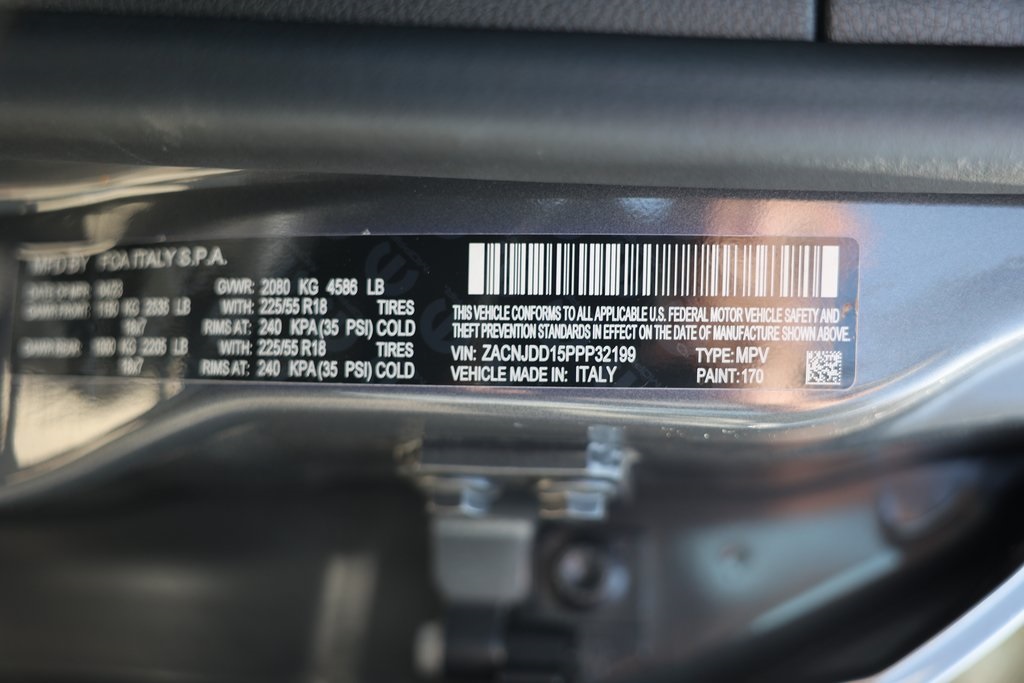 MFD BY FCA ITALY S.P.A.
GVWR: 2080 KG 4586 LB
WITH: 225/55 R18 TIRES
18x7 RIMS AT: 240 KPA (35 PSI) COLD
LB WITH: 225/55 R18 TIRES
18x7 RIMS AT: 240 KPA (35 PSI) COLD
THIS VEHICLE CONFORMS TO ALL APPLICABLE U.S. FEDERAL MOTOR VEHICLE SAFETY AND
THEFT PREVENTION STANDARDS IN EFFECT ON THE DATE OF MANUFACTURE SHOWN ABOVE.
VIN: ZACNJDD15PPP32199 TYPE: MPV
VEHICLE MADE IN: ITALY PAINT: 170